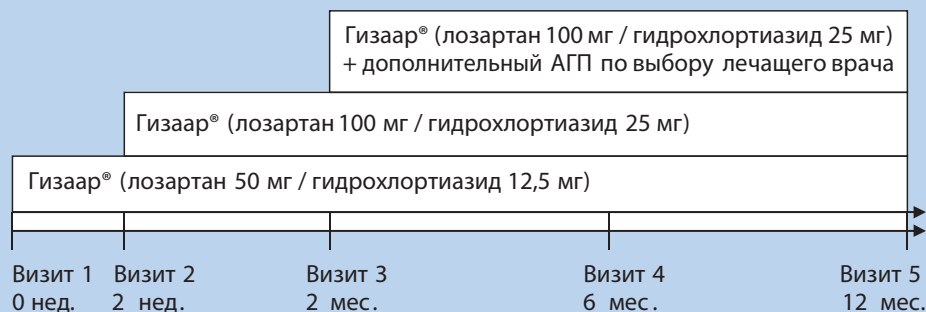 Гизаар® (лозартан 100 мг / гидрохлортиазид 25 мг)
+ дополнительный АГП по выбору лечащего врача
Гизаар® (лозартан 100 мг / гидрохлортиазид 25 мг)
Гизаар® (лозартан 50 мг / гидрохлортиазид 12,5 мг)
Визит 1 Визит 2 Визит 3 Визит 4 Визит 5
0 нед. 2 нед. 2 мес. 6 мес. 12 мес.